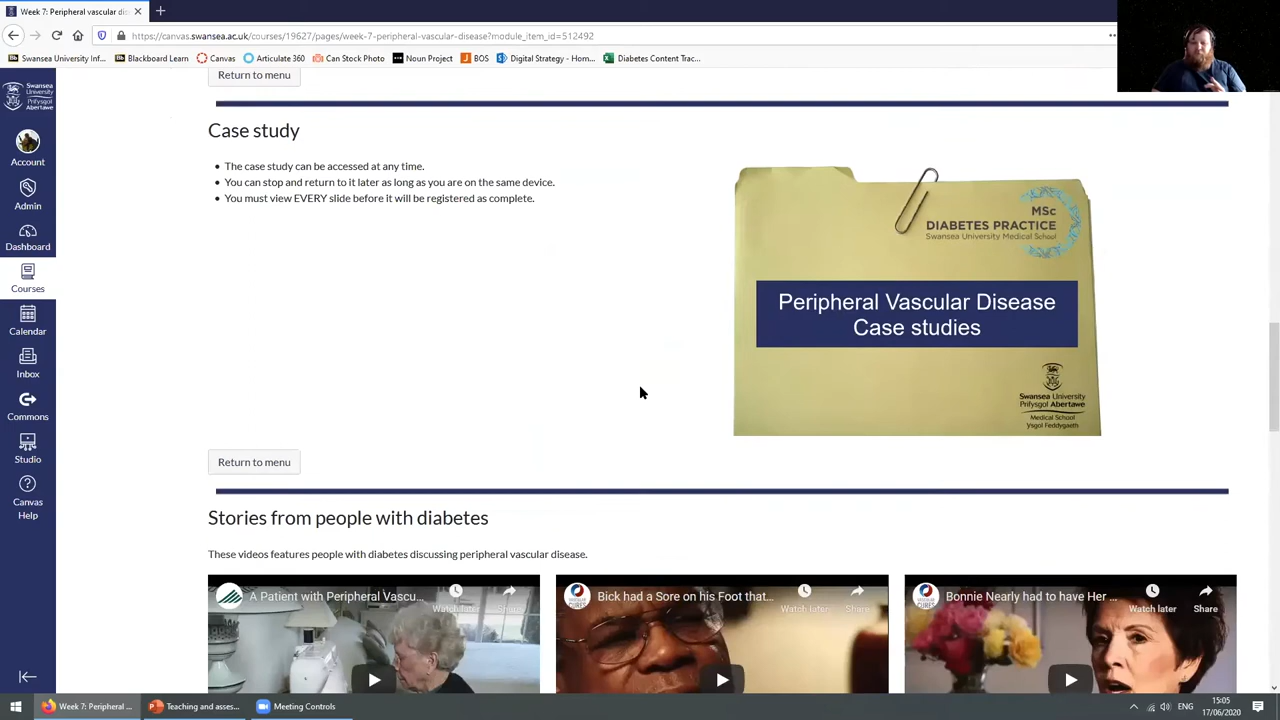 Week 7: Peripheral vascular dis
https://canvas.swansea.ac.uk/courses/19627/pages/week-7-peripheral-vascular-disease?module_item_id=512492
Swansea University Inf...
Blackboard Learn
Canvas
Articulate 360
Can Stock Photo
Noun Project
BOS
Digital Strategy - Hom...
Diabetes Content Trac...
Swansea
University
Prifysgol
Abertawe
Account
Admin
Dashboard
Courses
Calendar
Inbox
Commons
Studio
Canvas
Help
Return to menu
Case study
The case study can be accessed at any time.
You can stop and return to it later as long as you are on the same device.
You must view EVERY slide before it will be registered as complete.
MSc
DIABETES PRACTICE
Swansea University Medical School
Peripheral Vascular Disease
Case studies
Swansea University
Prifysgol Abertawe
Medical School
Ysgol Feddygaeth
Return to menu
Stories from people with diabetes
These videos features people with diabetes discussing peripheral vascular disease.
A Patient with Peripheral Vascu...
Watch later
Share
Bick had a Sore on his Foot that...
Watch later
Share
Bonnie Nearly had to have Her ...
Watch later
Share
Week 7: Peripheral ...
Teaching and asses...
Meeting Controls
ENG
15:05
17/06/2020